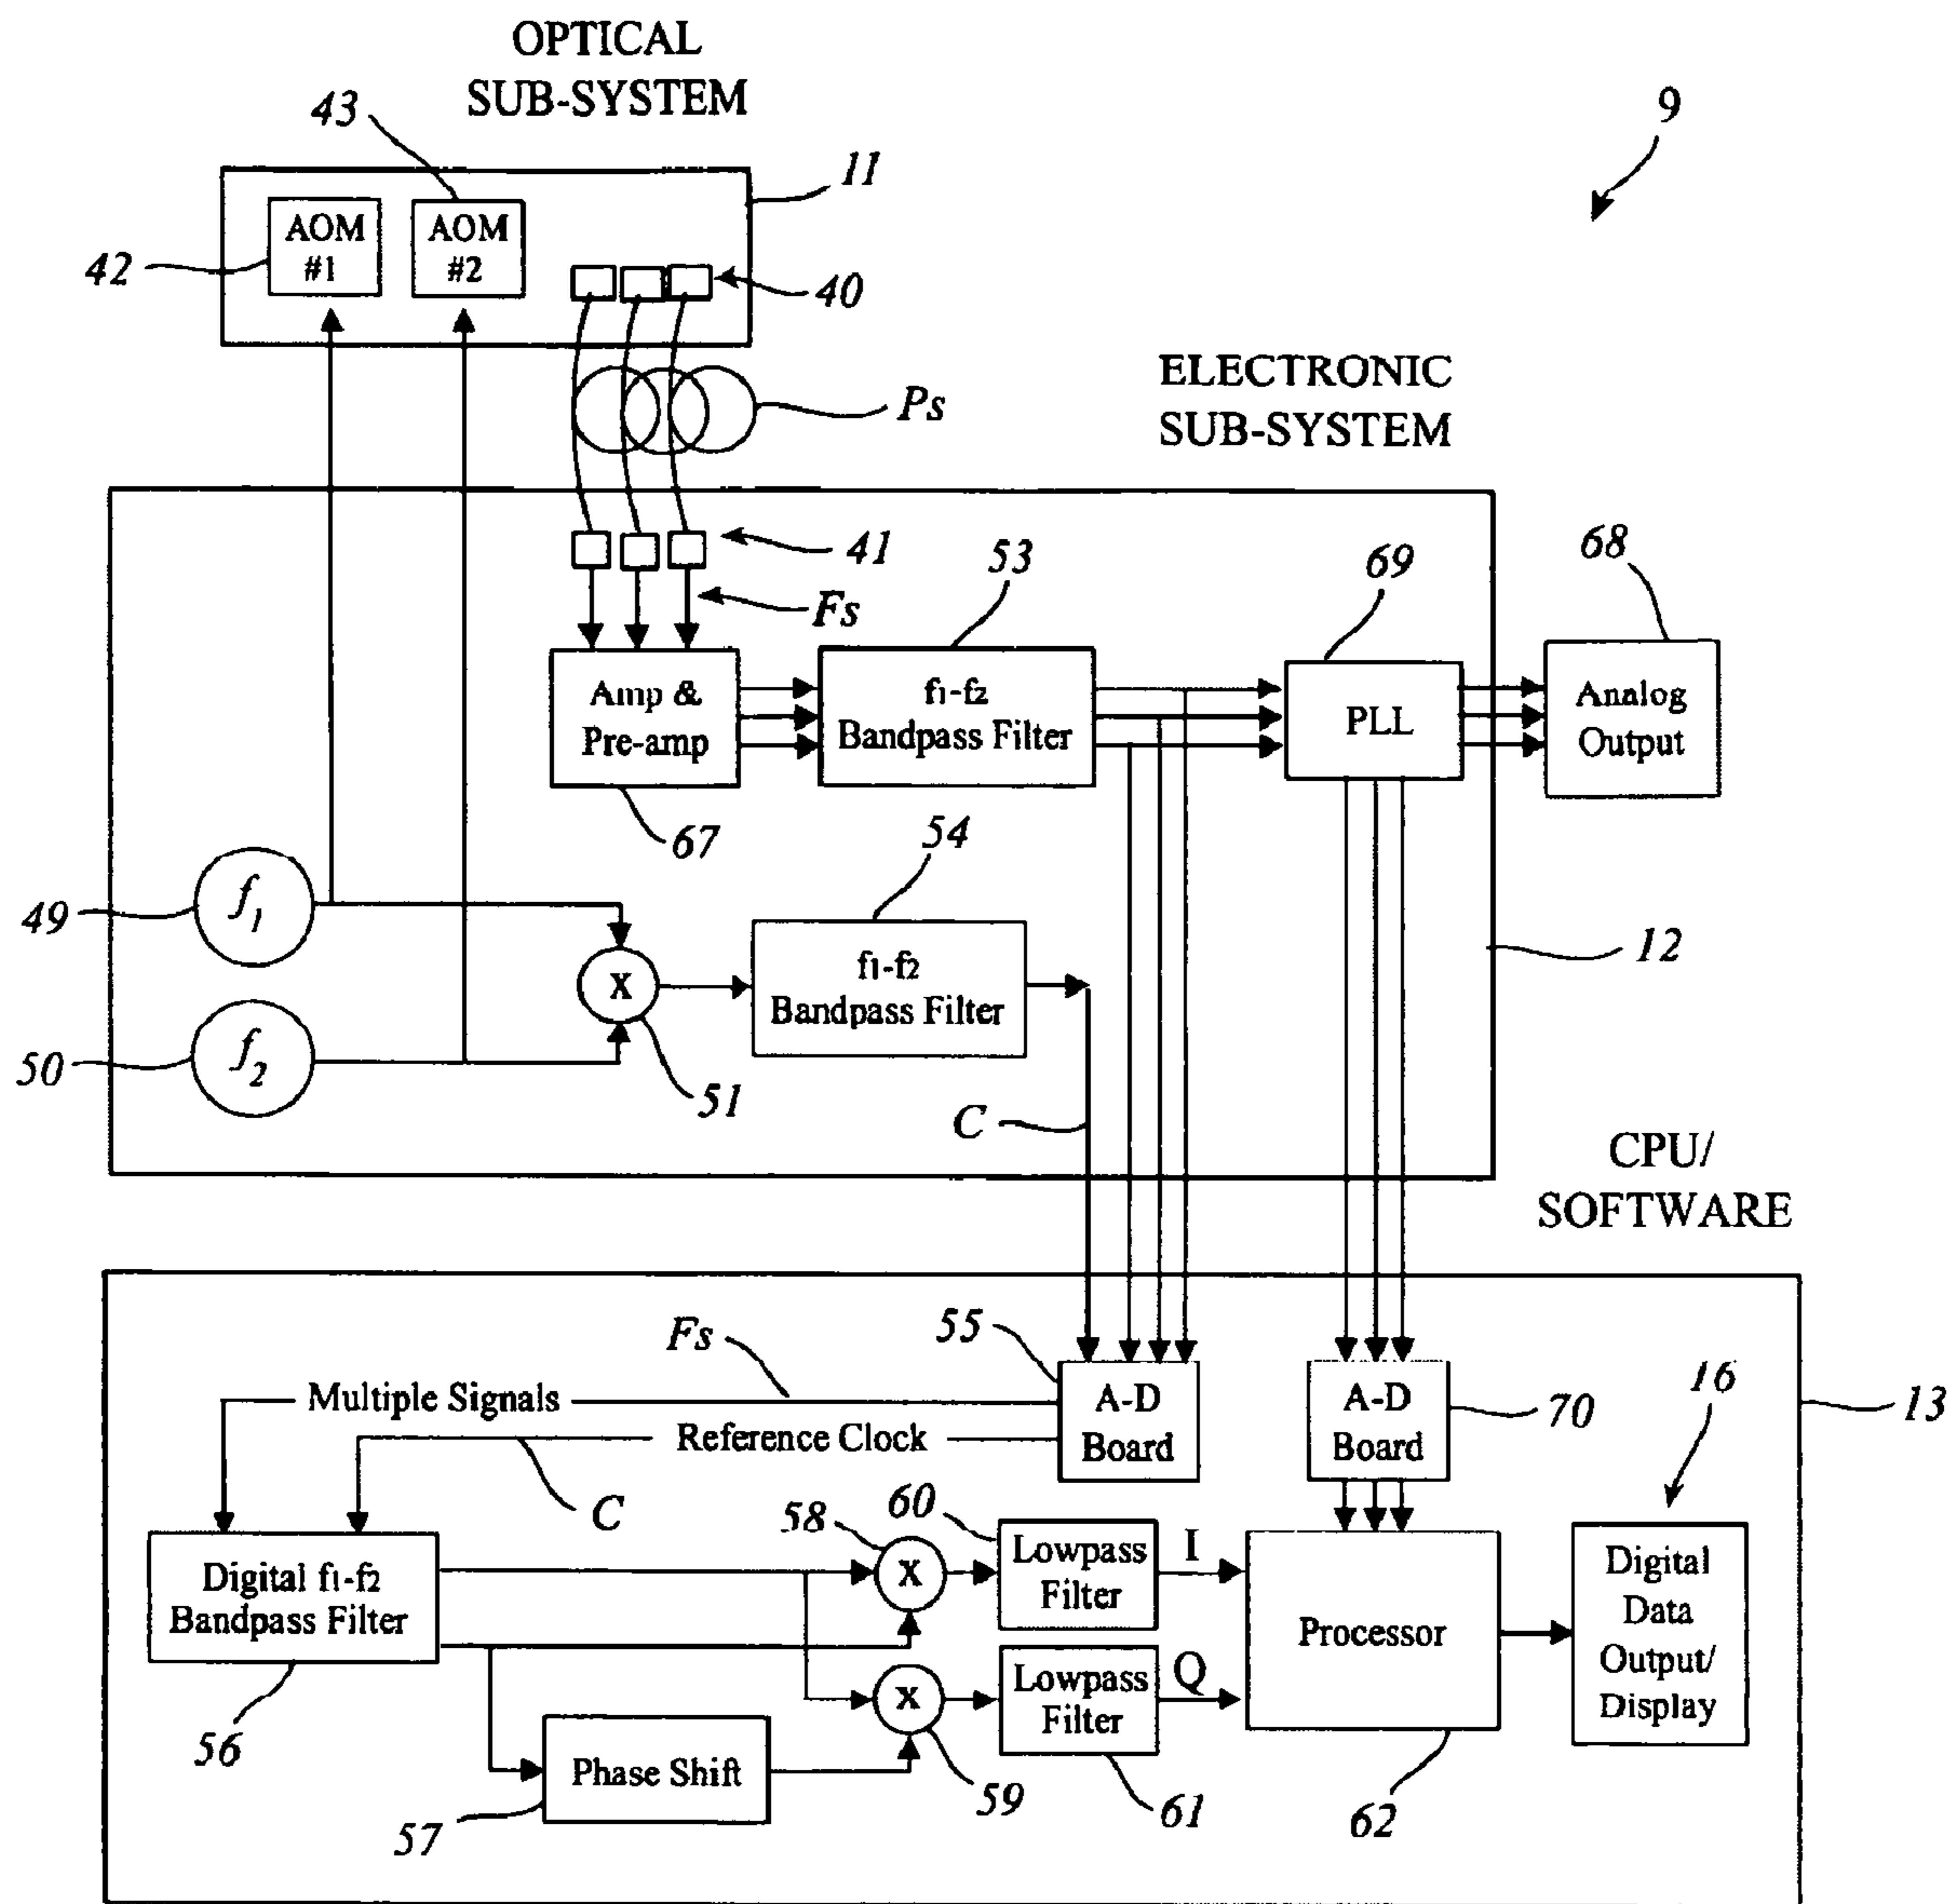 OPTICAL
SUB-SYSTEM
43
9
11
AOM
#1
AOM
#2
42
40
Ps
ELECTRONIC
SUB-SYSTEM
41
Fs
53
69
68
Amp &
Pre-amp
f1-f2
Bandpass Filter
PLL
Analog
Output
67
54
49
f1
f1-f2
Bandpass Filter
12
X
50
f2
51
C
CPU/
SOFTWARE
Fs
55
16
Multiple Signals
A-D
Board
A-D
Board
70
13
Reference Clock
C
58
60
Digital f1-f2
Bandpass Filter
X
Lowpass
Filter
I
Processor
Digital
Data
Output/
Display
X
Lowpass
Filter
Q
56
Phase Shift
57
59
61
62